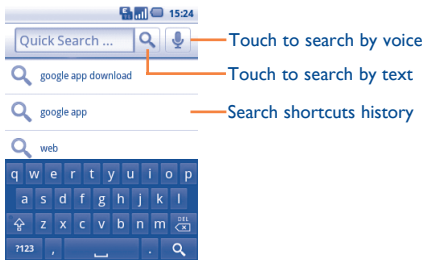 15:24
Quick Search ...
Touch to search by voice
Touch to search by text
google app download
google app
Search shortcuts history
web
q w e r t y u i o p
a s d f g h j k l
z x c v b n m DEL
?123 , .